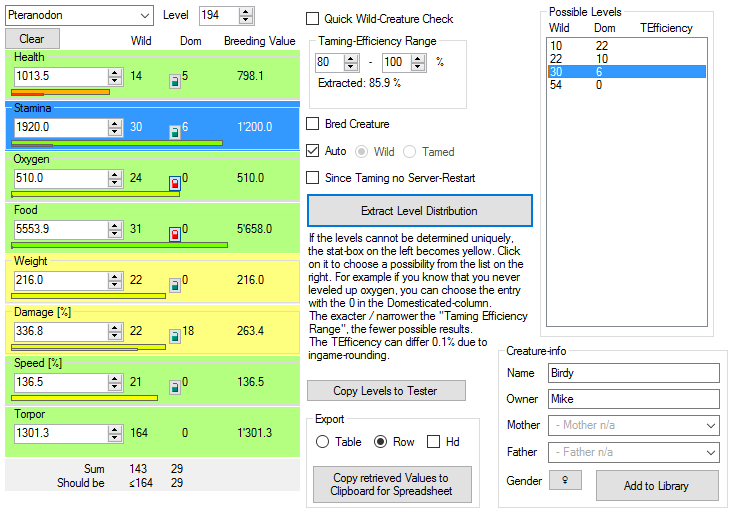 Pteranodon Level 194
Clear Wild Dom Breeding Value
Health
1013.5 14 5 798.1
Stamina
1920.0 30 6 1'200.0
Oxygen
510.0 24 0 510.0
Food
5553.9 31 0 5'658.0
Weight
216.0 22 0 216.0
Damage [%]
336.8 22 18 263.4
Speed [%]
136.5 21 0 136.5
Torpor
1301.3 164 0 1'301.3
Sum 143 29
Should be ≤164 29
Quick Wild-Creature Check
Taming-Efficiency Range
80 - 100 %
Extracted: 85.9 %
Bred Creature
Auto Wild Tamed
Since Taming no Server-Restart
Extract Level Distribution
If the levels cannot be determined uniquely,
the stat-box on the left becomes yellow. Click
on it to choose a possibility from the list on the
right. For example if you know that you never
leveled up oxygen, you can choose the entry
with the 0 in the Domesticated-column.
The exacter / narrower the "Taming Efficiency
Range", the fewer possible results.
The TEfficency can differ 0.1% due to
ingame-rounding.
Copy Levels to Tester
Export
Table Row Hd
Copy retrieved Values to
Clipboard for Spreadsheet
Possible Levels
Wild Dom TEfficiency
10 22
22 10
30 6
54 0
Creature-info
Name Birdy
Owner Mike
Mother - Mother n/a
Father - Father n/a
Gender ♀ Add to Library